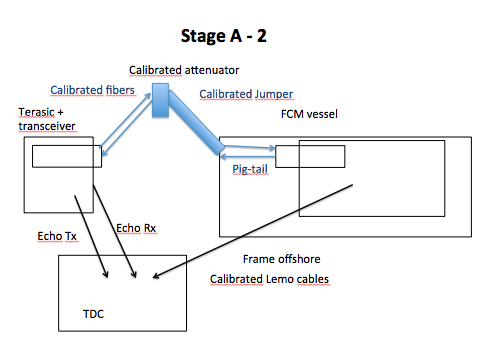 Stage A - 2
Calibrated attenuator
Calibrated fibers
Calibrated Jumper
Terasic +
transceiver
FCM vessel
Pig-tail
Echo Tx
Echo Rx
Frame offshore
Calibrated Lemo cables
TDC